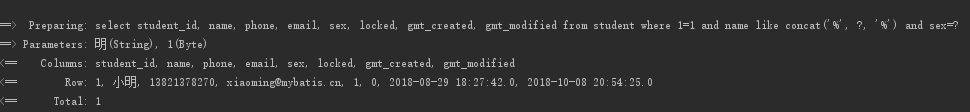 ==>  Preparing: select student_id, name, phone, email, sex, locked, gmt_created, gmt_modified from student where 1=1 and name like concat('%', ?, '%') and sex=?
==> Parameters: 明(String), 1(Byte)
<==    Columns: student_id, name, phone, email, sex, locked, gmt_created, gmt_modified
<==        Row: 1, 小明, 13821378270, xiaoming@mybatis.cn, 1, 0, 2018-08-29 18:27:42.0, 2018-10-08 20:54:25.0
<==      Total: 1